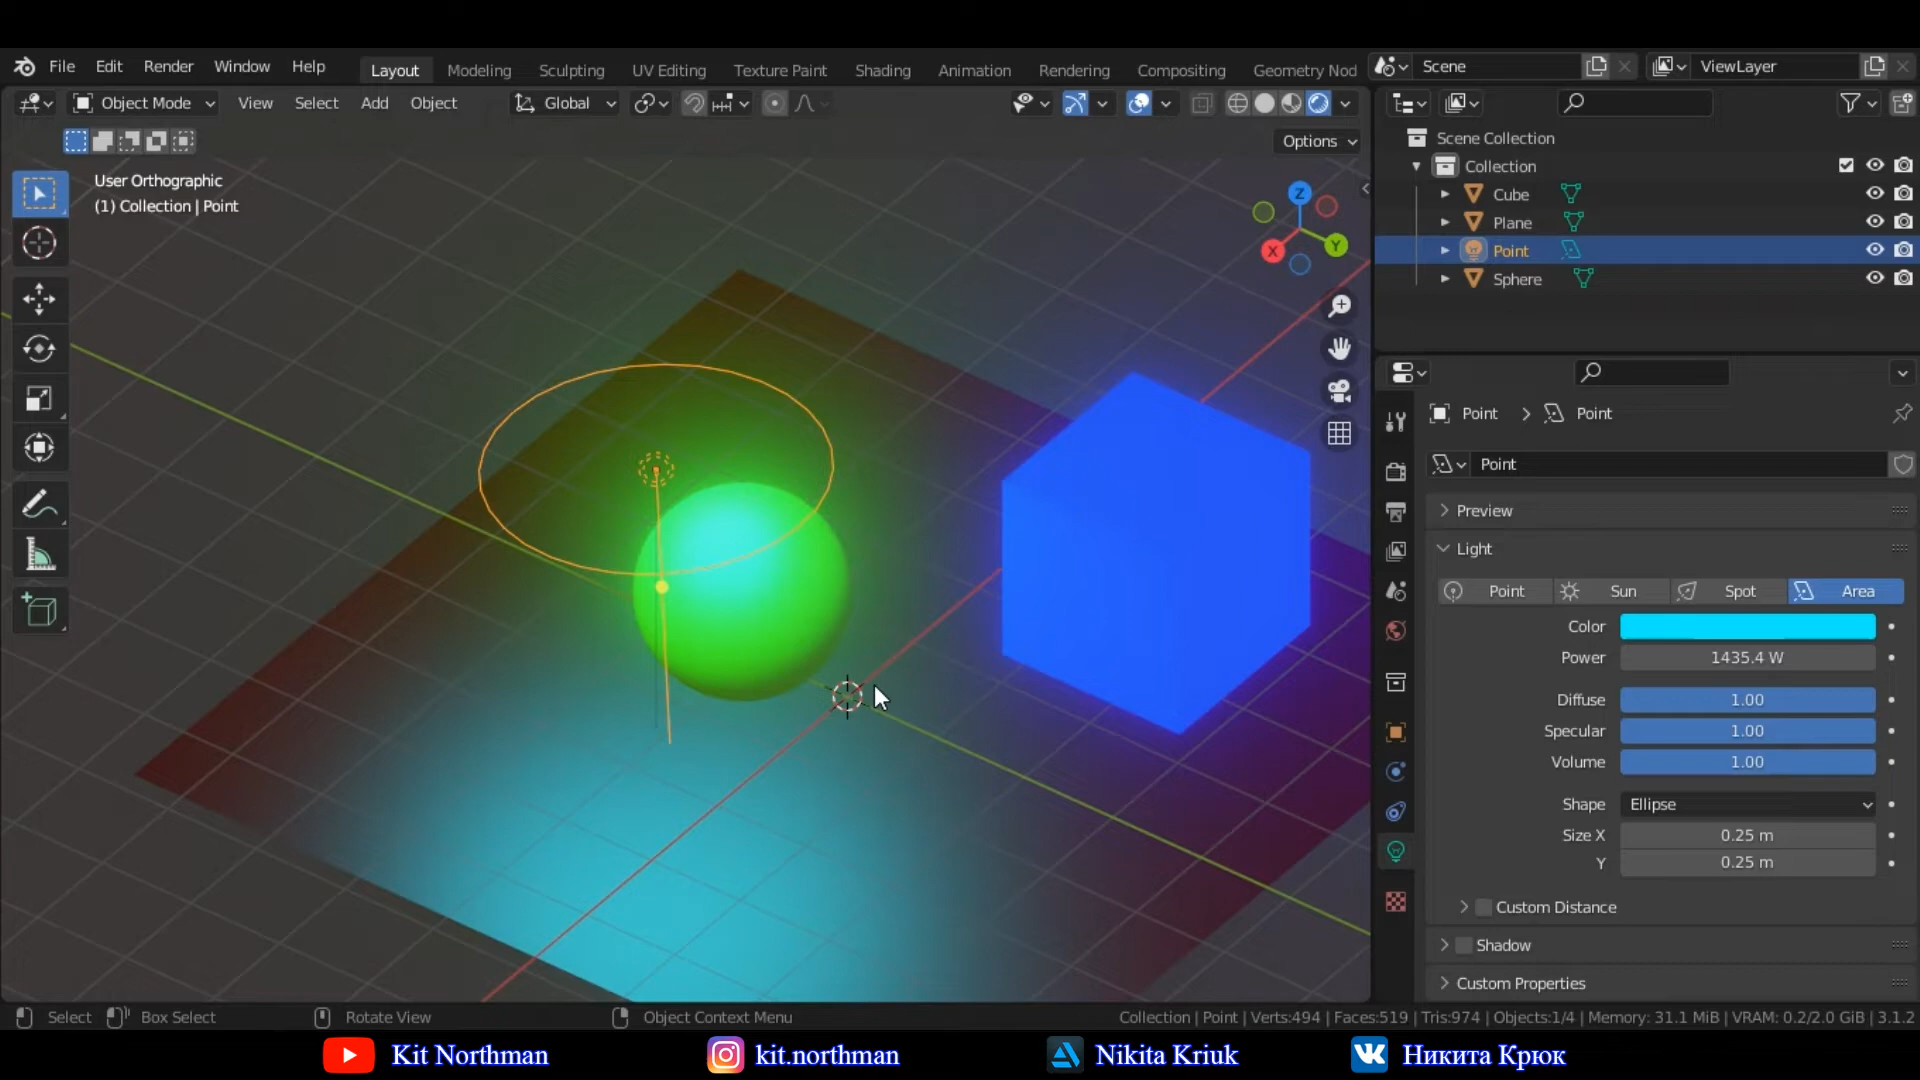 File Edit Render Window Help Layout Modeling Sculpting UV Editing Texture Paint Shading Animation Rendering Compositing Geometry Nod Scene ViewLayer
Object Mode View Select Add Object Global
Options
User Orthographic
(1) Collection | Point
Z
Y
X
Scene Collection
Collection
Cube
Plane
Point
Sphere
Point > Point
Point
Preview
Light
Point Sun Spot Area
Color
Power 1435.4 W
Diffuse 1.00
Specular 1.00
Volume 1.00
Shape Ellipse
Size X 0.25 m
Y 0.25 m
Custom Distance
Shadow
Custom Properties
Select Box Select Rotate View Object Context Menu Collection | Point | Verts:494 | Faces:519 | Tris:974 | Objects:1/4 | Memory: 31.1 MiB | VRAM: 0.2/2.0 GiB | 3.1.2
Kit Northman kit.northman Nikita Kriuk Никита Крюк